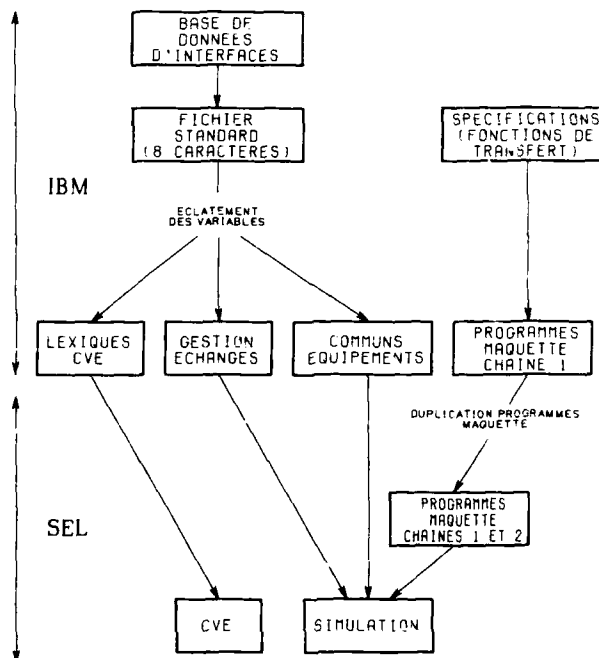 BASE DE
DONNEES
D'INTERFACES
FICHIER
STANDARD
(8 CARACTERES)
SPECIFICATIONS
(FONCTIONS DE
TRANSFERT)
IBM
ECLATEMENT
DES VARIABLES
LEXIQUES
CVE
GESTION
ECHANGES
COMMUNS
EQUIPEMENTS
PROGRAMMES
MAQUETTE
CHAINE 1
DUPLICATION PROGRAMMES
MAQUETTE
SEL
PROGRAMMES
MAQUETTE
CHAINES 1 ET 2
CVE
SIMULATION